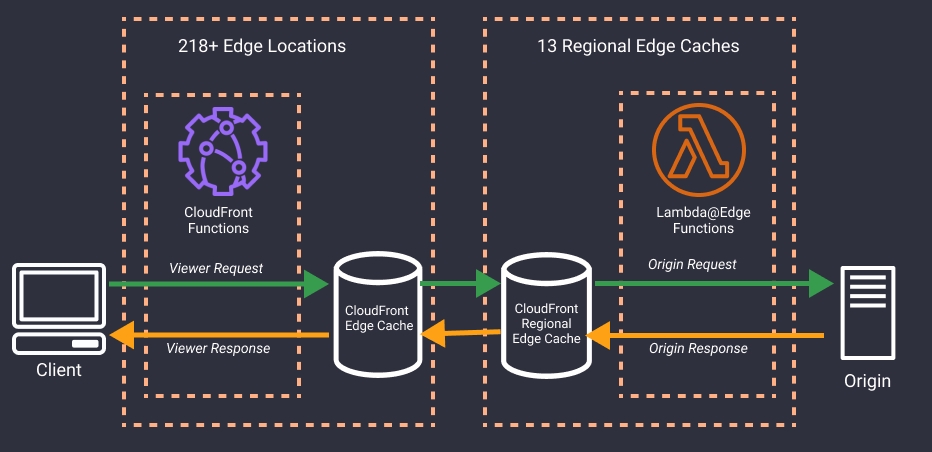 218+ Edge Locations
13 Regional Edge Caches
CloudFront
Functions
Lambda@Edge
Functions
Viewer Request
Origin Request
CloudFront
Edge Cache
CloudFront
Regional
Edge Cache
Viewer Response
Origin Response
Client
Origin